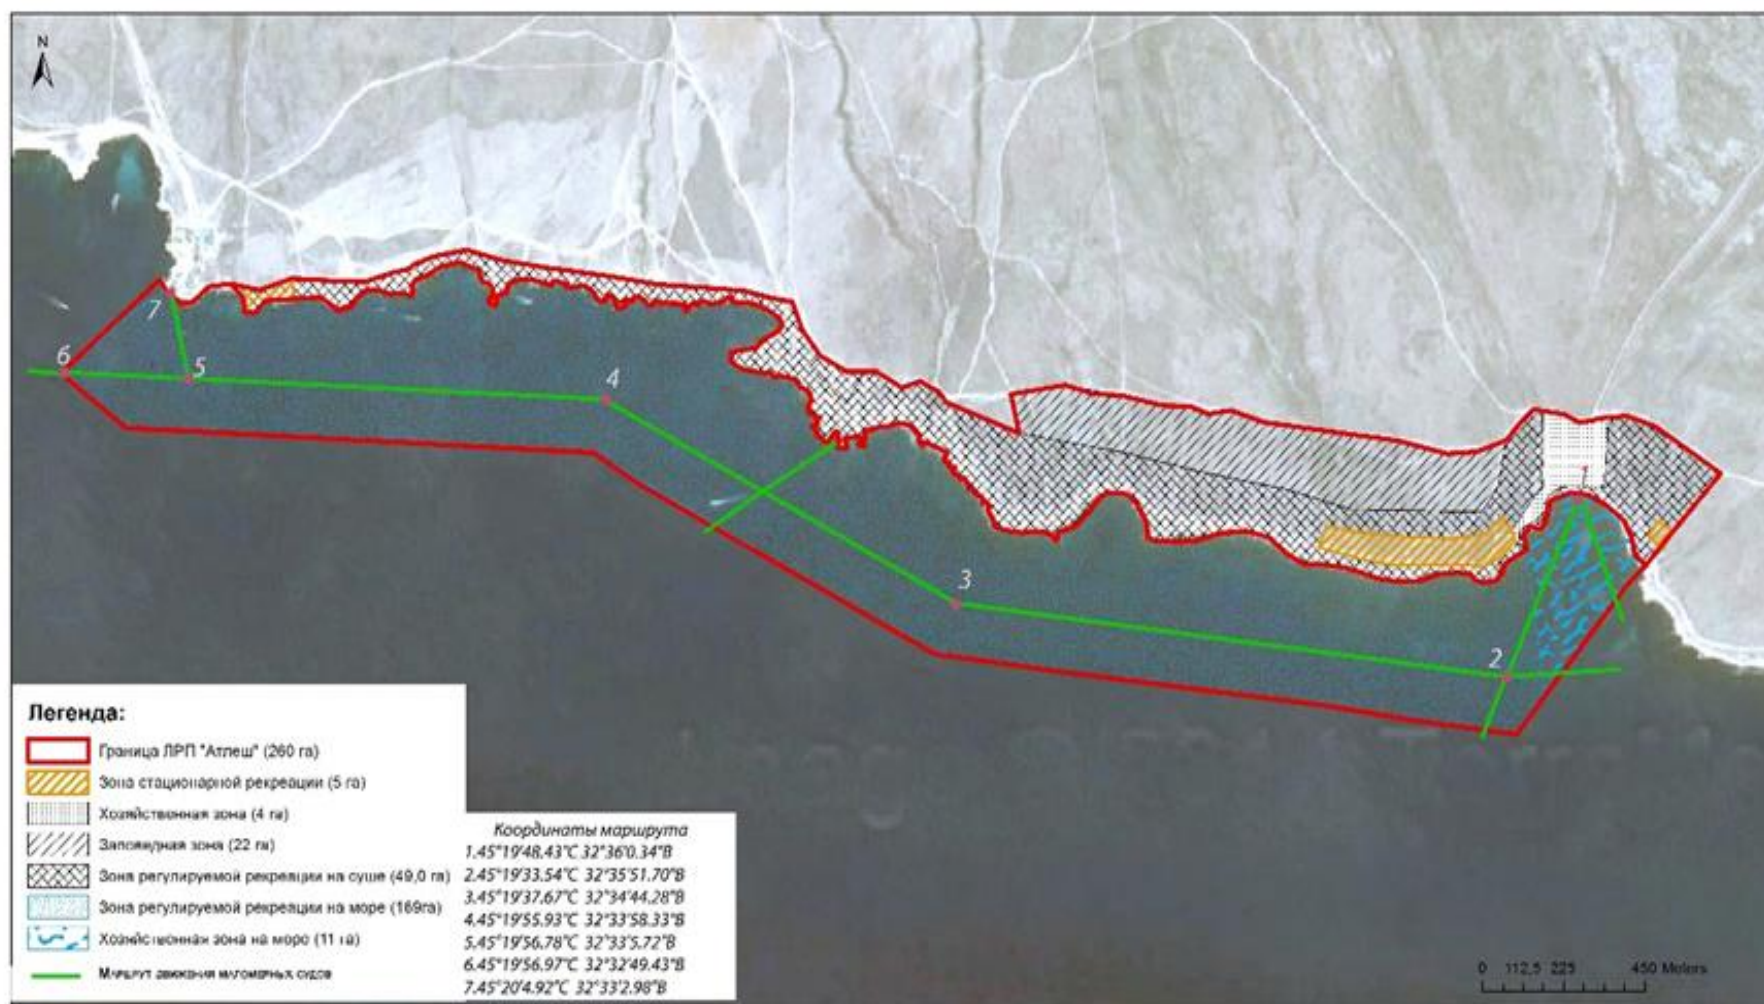 N
7
6
5
4
3
2
1
Легенда:
Граница ЛРП "Атлеш" (260 га)
Зона стационарной рекреации (5 га)
Хозяйственная зона (4 га)
Заповидная зона (22 га)
Зона регулируемой рекреации на суше (49,0 га)
Зона регулируемой рекреации на море (169га)
Хозяйственная зона на море (11 га)
Маршрут движения маломерных судов
Координаты маршрута
1.45°19'48.43"С 32°36'0.34"В
2.45°19'33.54"С 32°35'51.70"В
3.45°19'37.67"С 32°34'44.28"В
4.45°19'55.93"С 32°33'58.33"В
5.45°19'56.78"С 32°33'5.72"В
6.45°19'56.97"С 32°32'49.43"В
7.45°20'4.92"С 32°33'2.98"В
0 112,5 225 450 Meters